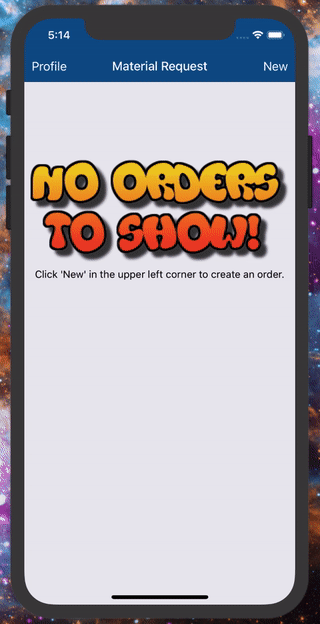 5:14
Profile Material Request New
NO ORDERS
TO SHOW!
Click 'New' in the upper left corner to create an order.